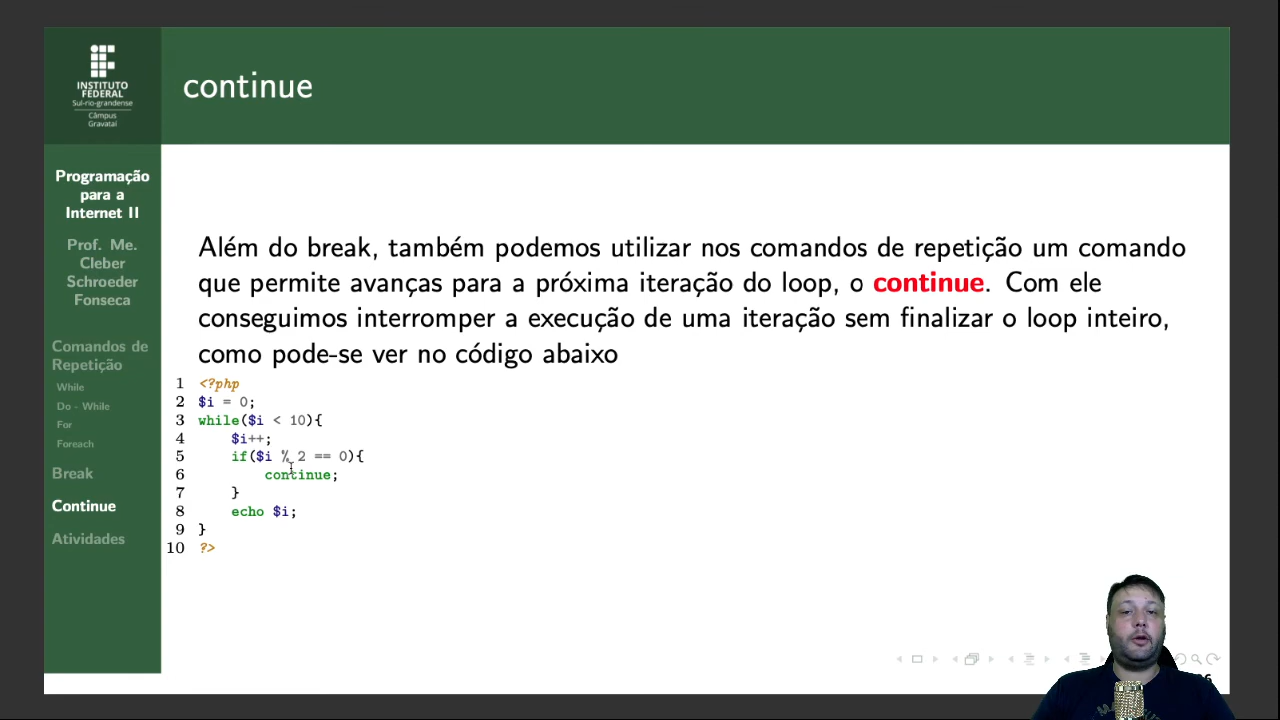 INSTITUTO
FEDERAL
Sul-rio-grandense
Câmpus
Gravataí
continue
Programação
para a
Internet II
Prof. Me.
Cleber
Schroeder
Fonseca
Comandos de
Repetição
While
Do - While
For
Foreach
Break
Continue
Atividades
Além do break, também podemos utilizar nos comandos de repetição um comando
que permite avanças para a próxima iteração do loop, o continue. Com ele
conseguimos interromper a execução de uma iteração sem finalizar o loop inteiro,
como pode-se ver no código abaixo
1 <?php
2 $i = 0;
3 while($i < 10){
4 $i++;
5 if($i % 2 == 0){
6 continue;
7 }
8 echo $i;
9 }
10 ?>